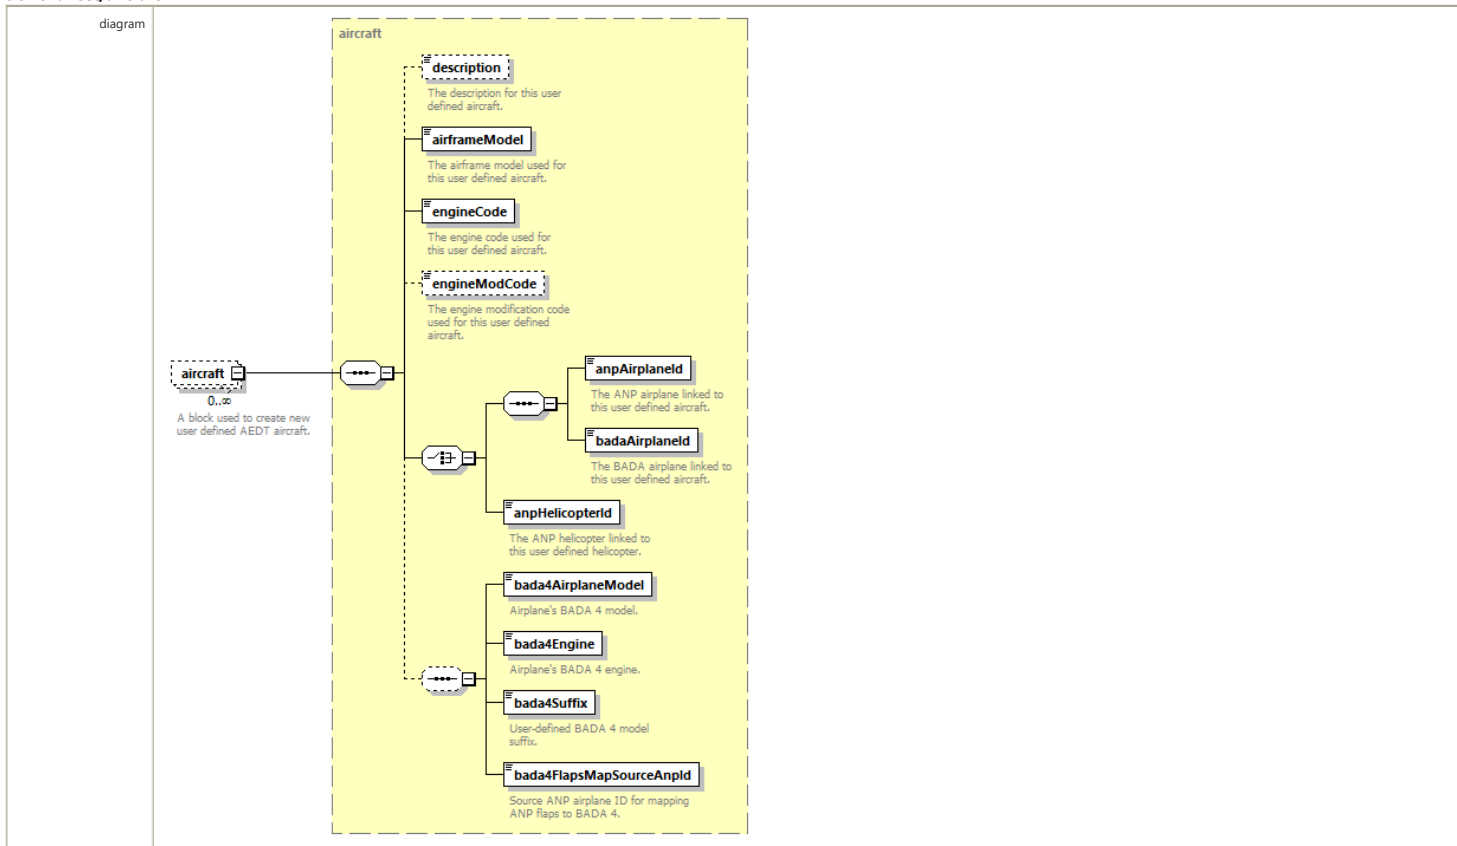 diagram
aircraft
description
The description for this user
defined aircraft.
airframeModel
The airframe model used for
this user defined aircraft.
engineCode
The engine code used for
this user defined aircraft.
engineModCode
The engine modification code
used for this user defined
aircraft.
aircraft
0..∞
A block used to create new
user defined AEDT aircraft.
anpAirplaneId
The ANP airplane linked to
this user defined aircraft.
badaAirplaneId
The BADA airplane linked to
this user defined aircraft.
anpHelicopterId
The ANP helicopter linked to
this user defined helicopter.
bada4AirplaneModel
Airplane's BADA 4 model.
bada4Engine
Airplane's BADA 4 engine.
bada4Suffix
User-defined BADA 4 model
suffix.
bada4FlapsMapSourceAnpId
Source ANP airplane ID for mapping
ANP flaps to BADA 4.